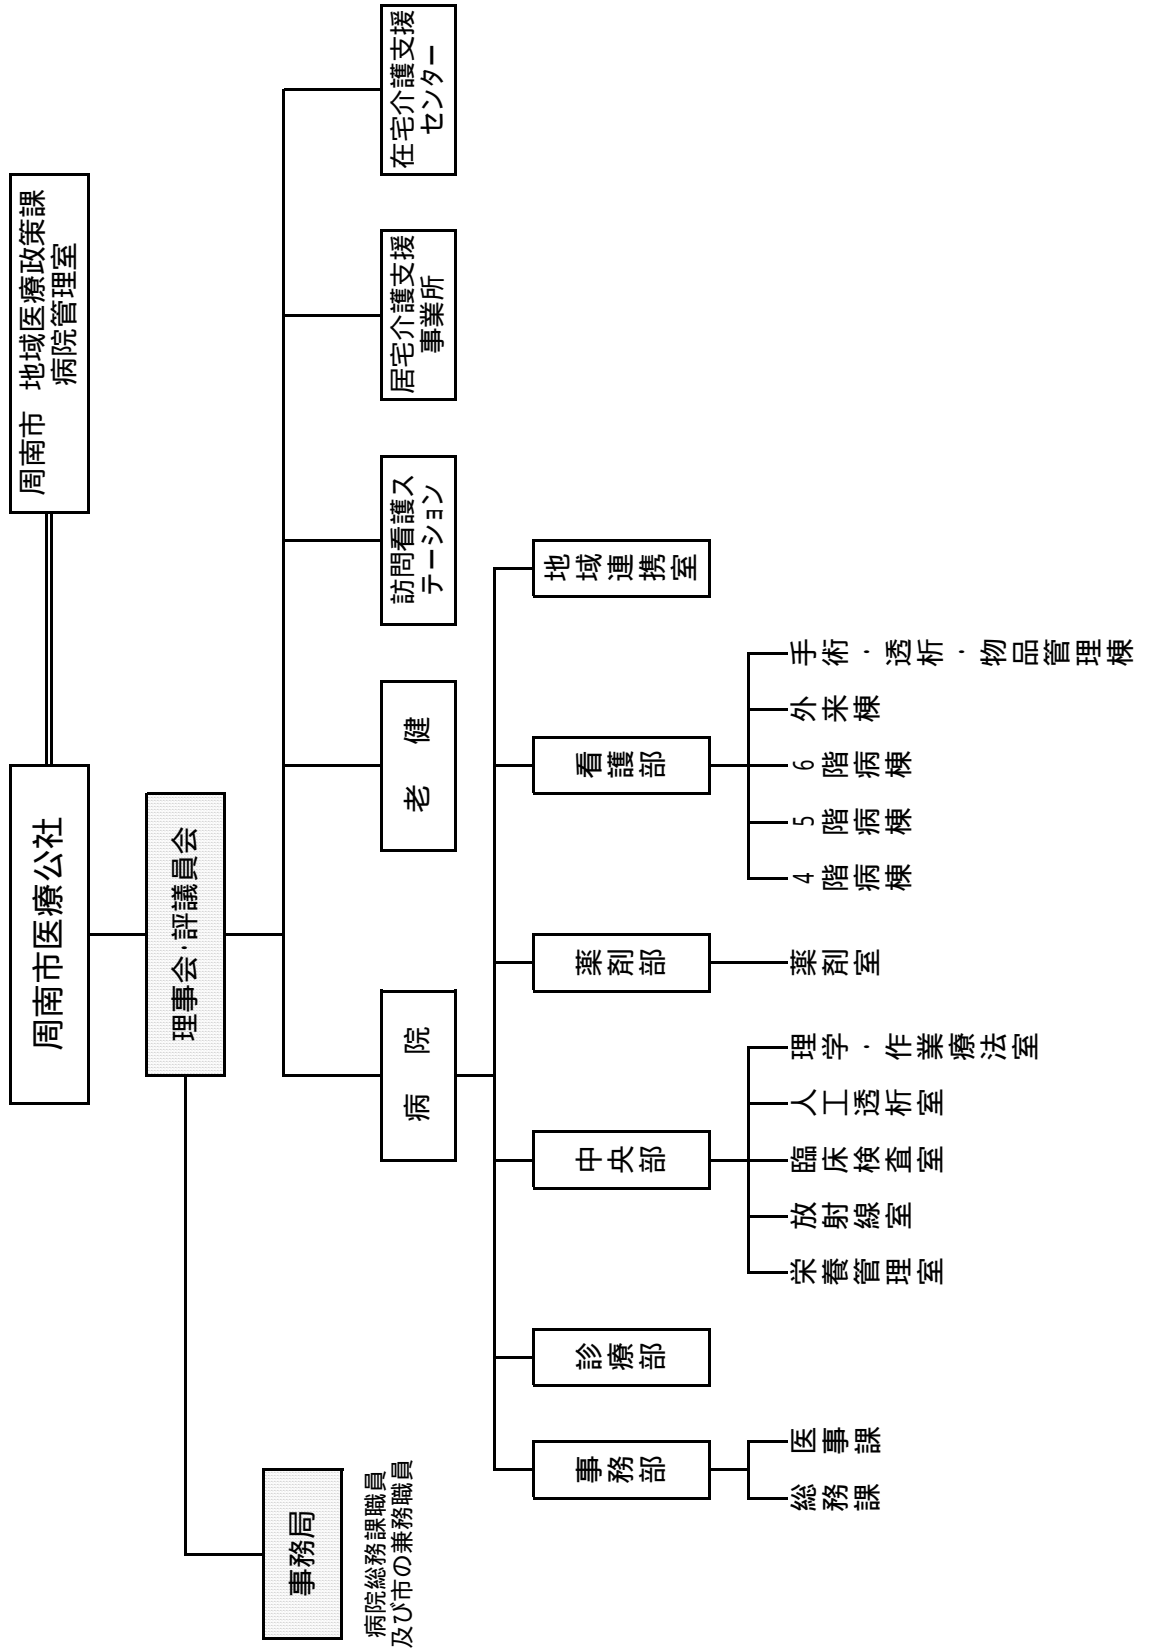 周南市医療公社
周南市　地域医療政策課
病院管理室
理事会・評議員会
事務局
病院総務課職員
及び市の兼務職員
病　院
老　健
訪問看護ス
テーション
居宅介護支援
事業所
在宅介護支援
センター
事務部
診療部
中央部
薬剤部
看護部
地域連携室
総務課
医事課
栄養管理室
放射線室
臨床検査室
人工透析室
理学・作業療法室
薬剤室
4階病棟
5階病棟
6階病棟
外来棟
手術・透析・物品管理棟